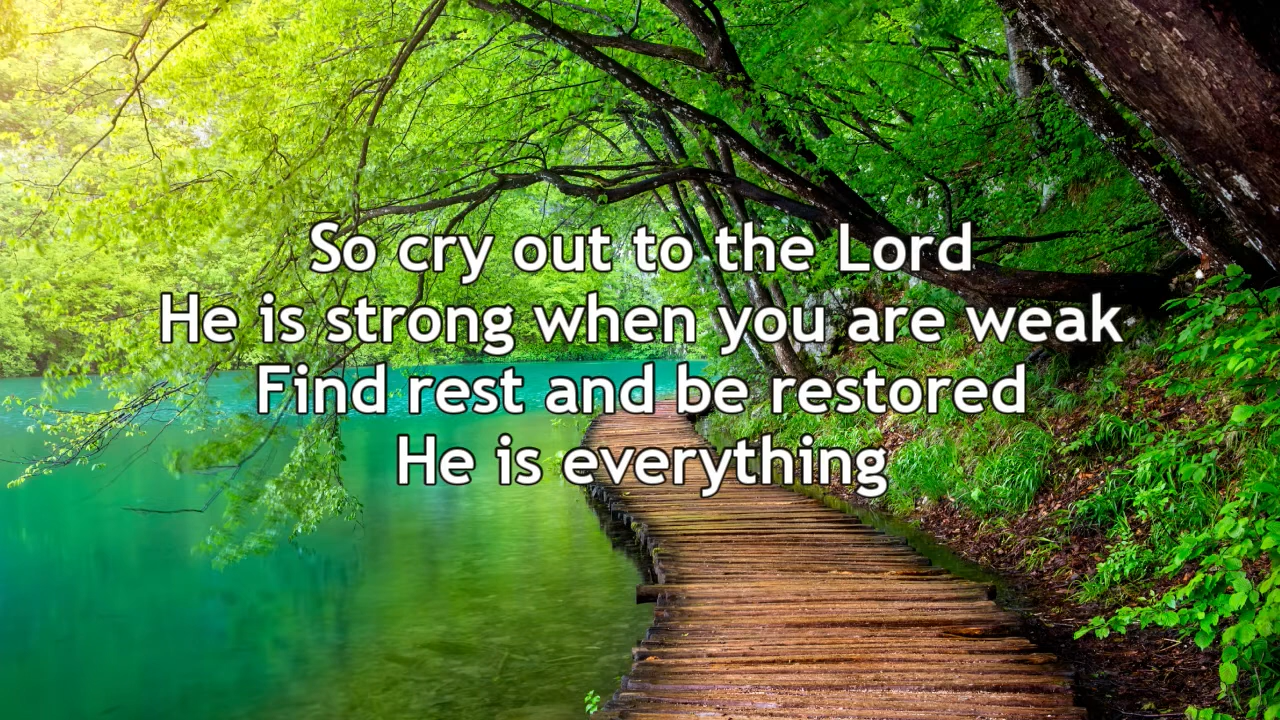 So cry out to the Lord
He is strong when you are weak
Find rest and be restored
He is everything